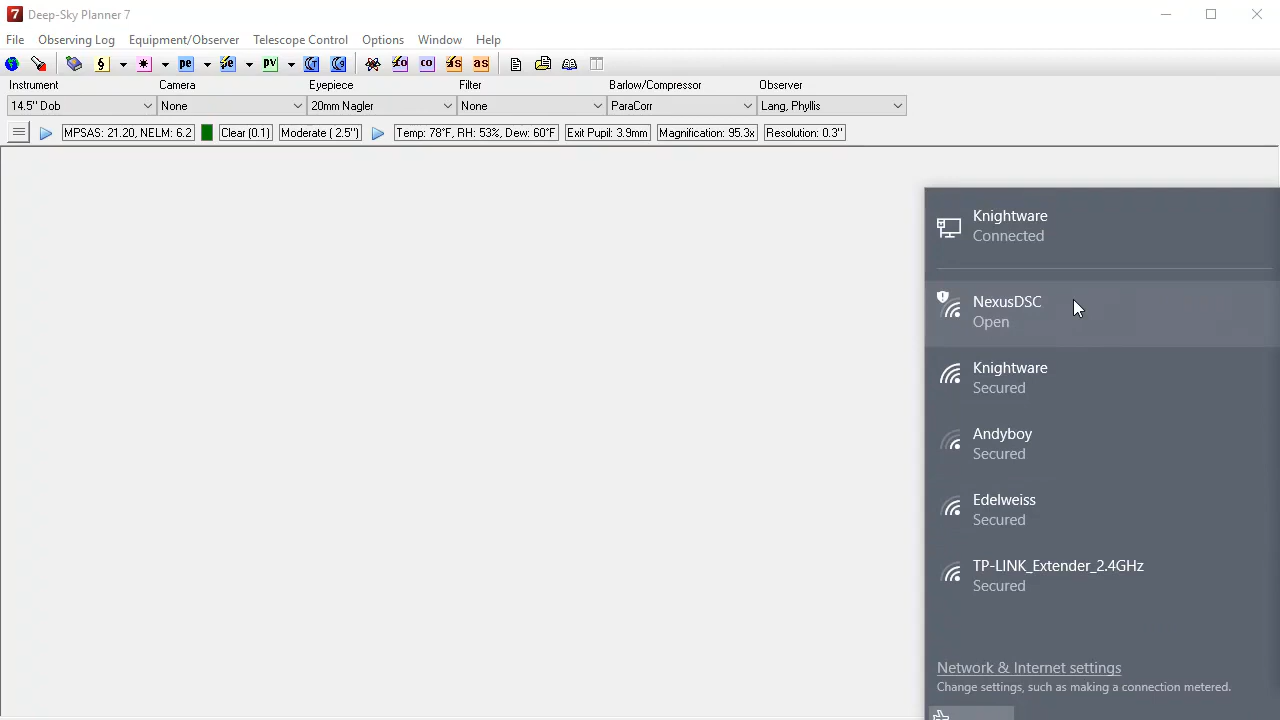 7 Deep-Sky Planner 7
File Observing Log Equipment/Observer Telescope Control Options Window Help
Instrument Camera Eyepiece Filter Barlow/Compressor Observer
14.5" Dob None 20mm Nagler None ParaCorr Lang, Phyllis
MPSAS: 21.20, NELM: 6.2 Clear (0.1) Moderate ( 2.5") Temp: 78°F, RH: 53%, Dew: 60°F Exit Pupil: 3.9mm Magnification: 95.3x Resolution: 0.3"
Knightware
Connected
NexusDSC
Open
Knightware
Secured
Andyboy
Secured
Edelweiss
Secured
TP-LINK_Extender_2.4GHz
Secured
Network & Internet settings
Change settings, such as making a connection metered.